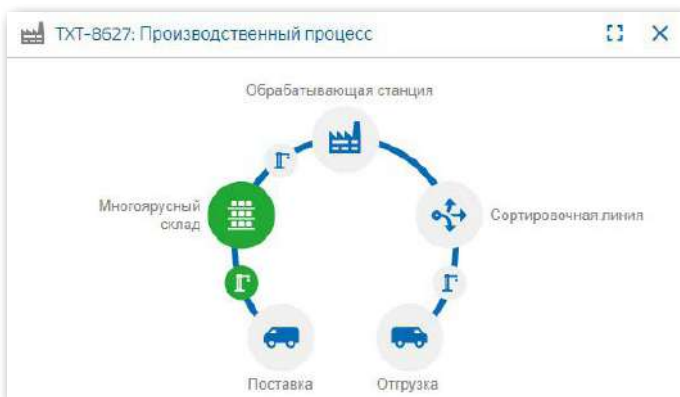 TXT-8627: Производственный процесс
Обрабатывающая станция
Многоярусный
склад
Сортировочная линия
Поставка
Отгрузка